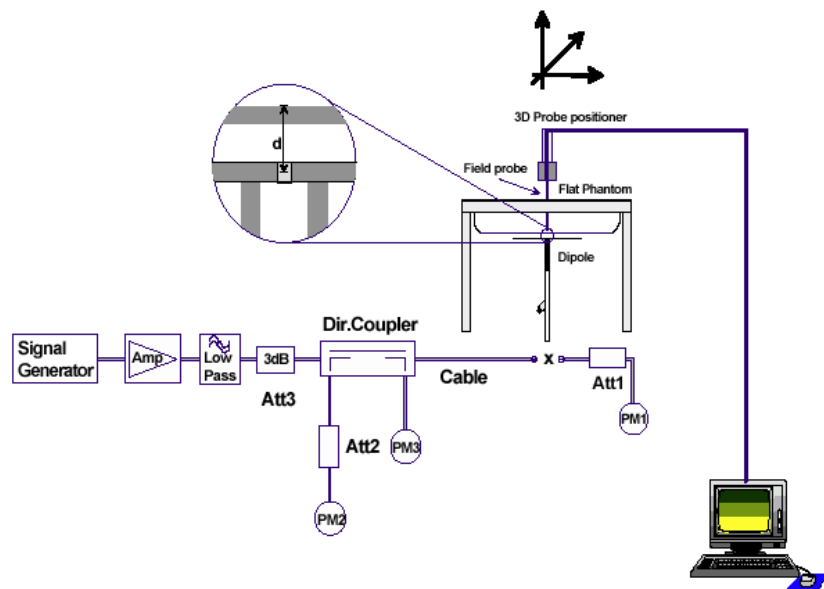 3D Probe positioner
d
Field probe
Flat Phantom
Dipole
Dir.Coupler
Signal
Generator
Amp
Low
Pass
3dB
Cable
x
Att1
Att3
PM1
Att2
PM3
PM2